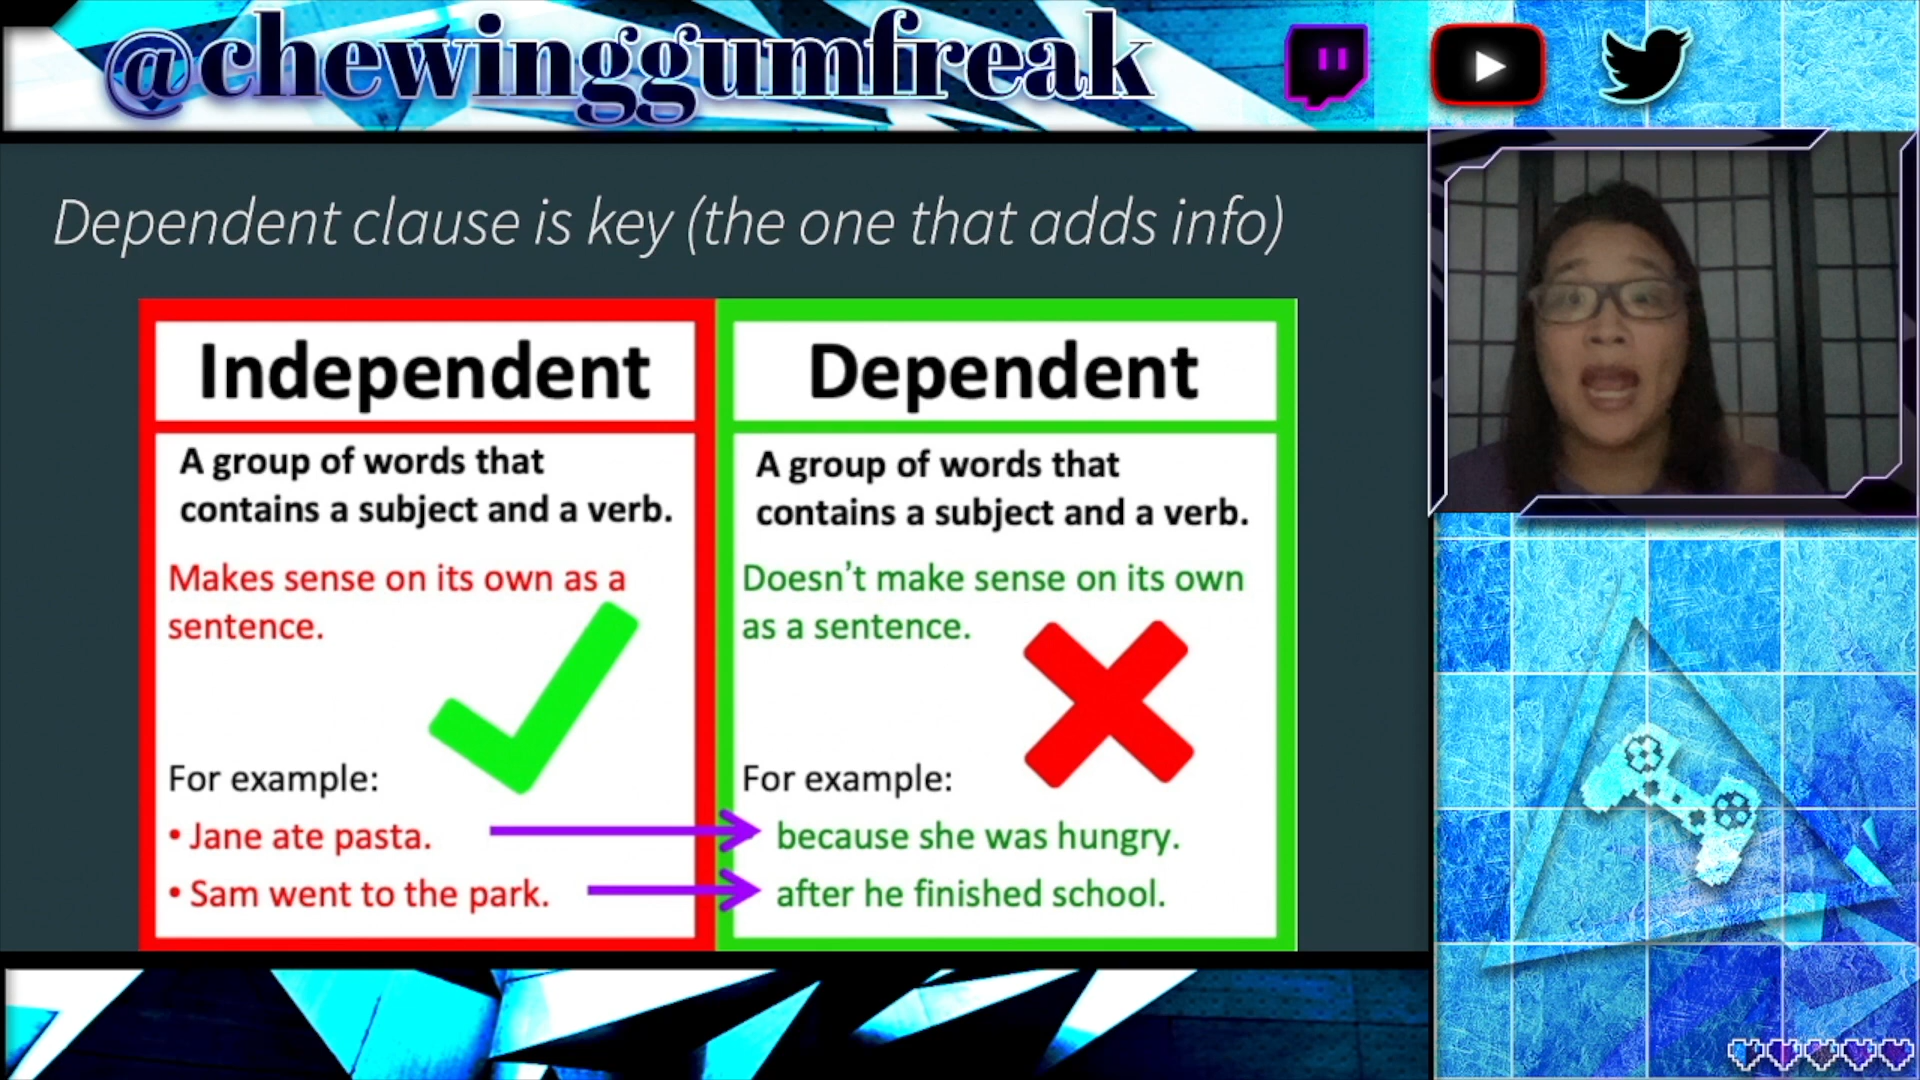 @chewinggumfreak
Dependent clause is key (the one that adds info)
Independent
A group of words that
contains a subject and a verb.
Makes sense on its own as a
sentence.
For example:
• Jane ate pasta.
• Sam went to the park.
Dependent
A group of words that
contains a subject and a verb.
Doesn't make sense on its own
as a sentence.
For example:
because she was hungry.
after he finished school.